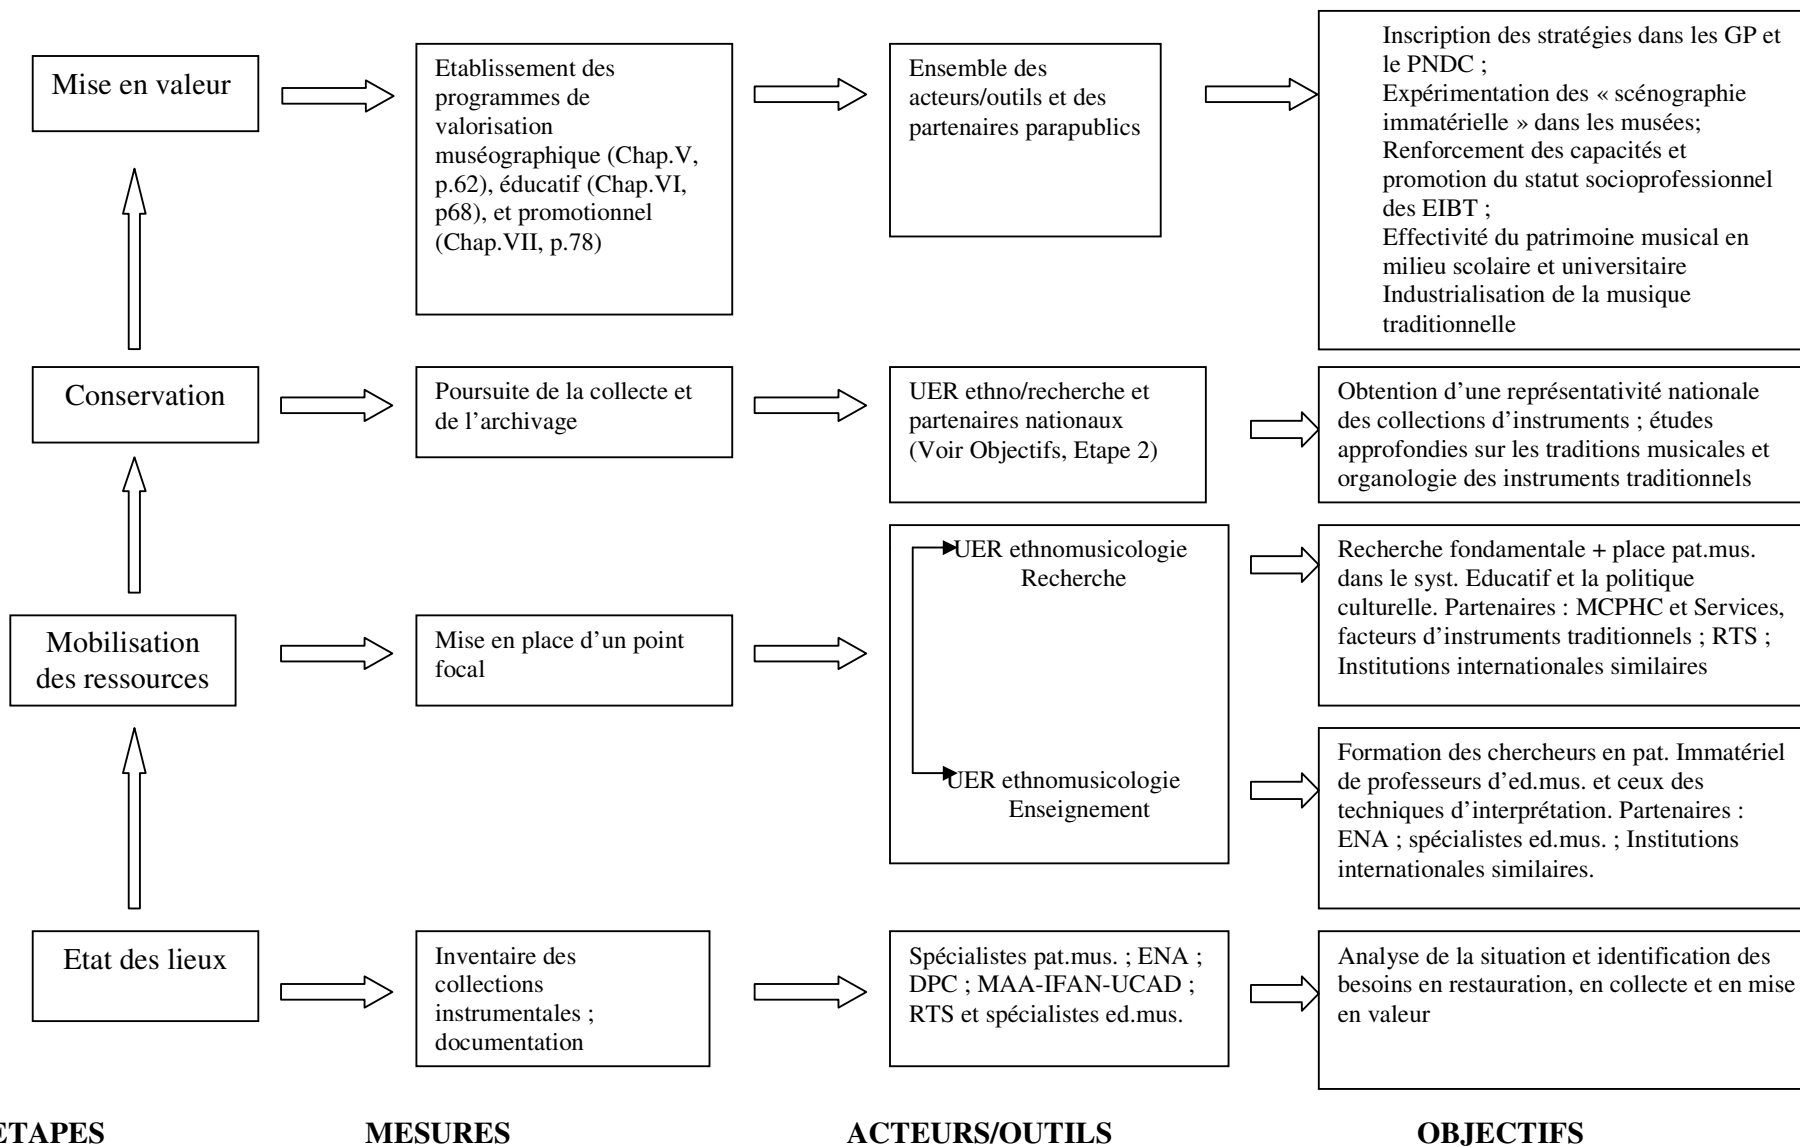 Mise en valeur
Etablissement des
programmes de
valorisation
muséographique (Chap.V,
p.62), éducatif (Chap.VI,
p68), et promotionnel
(Chap.VII, p.78)
Ensemble des
acteurs/outils et des
partenaires parapublics
Inscription des stratégies dans les GP et
le PNDC ;
Expérimentation des « scénographie
immatérielle » dans les musées;
Renforcement des capacités et
promotion du statut socioprofessionnel
des EIBT ;
Effectivité du patrimoine musical en
milieu scolaire et universitaire
Industrialisation de la musique
traditionnelle
Conservation
Poursuite de la collecte et
de l’archivage
UER ethno/recherche et
partenaires nationaux
(Voir Objectifs, Etape 2)
Obtention d’une représentativité nationale
des collections d’instruments ; études
approfondies sur les traditions musicales et
organologie des instruments traditionnels
Mobilisation
des ressources
Mise en place d’un point
focal
UER ethnomusicologie
Recherche
UER ethnomusicologie
Enseignement
Recherche fondamentale + place pat.mus.
dans le syst. Educatif et la politique
culturelle. Partenaires : MCPHC et Services,
facteurs d’instruments traditionnels ; RTS ;
Institutions internationales similaires
Formation des chercheurs en pat. Immatériel
de professeurs d’ed.mus. et ceux des
techniques d’interprétation. Partenaires :
ENA ; spécialistes ed.mus. ; Institutions
internationales similaires.
Etat des lieux
Inventaire des
collections
instrumentales ;
documentation
Spécialistes pat.mus. ; ENA ;
DPC ; MAA-IFAN-UCAD ;
RTS et spécialistes ed.mus.
Analyse de la situation et identification des
besoins en restauration, en collecte et en mise
en valeur
ETAPES MESURES ACTEURS/OUTILS OBJECTIFS